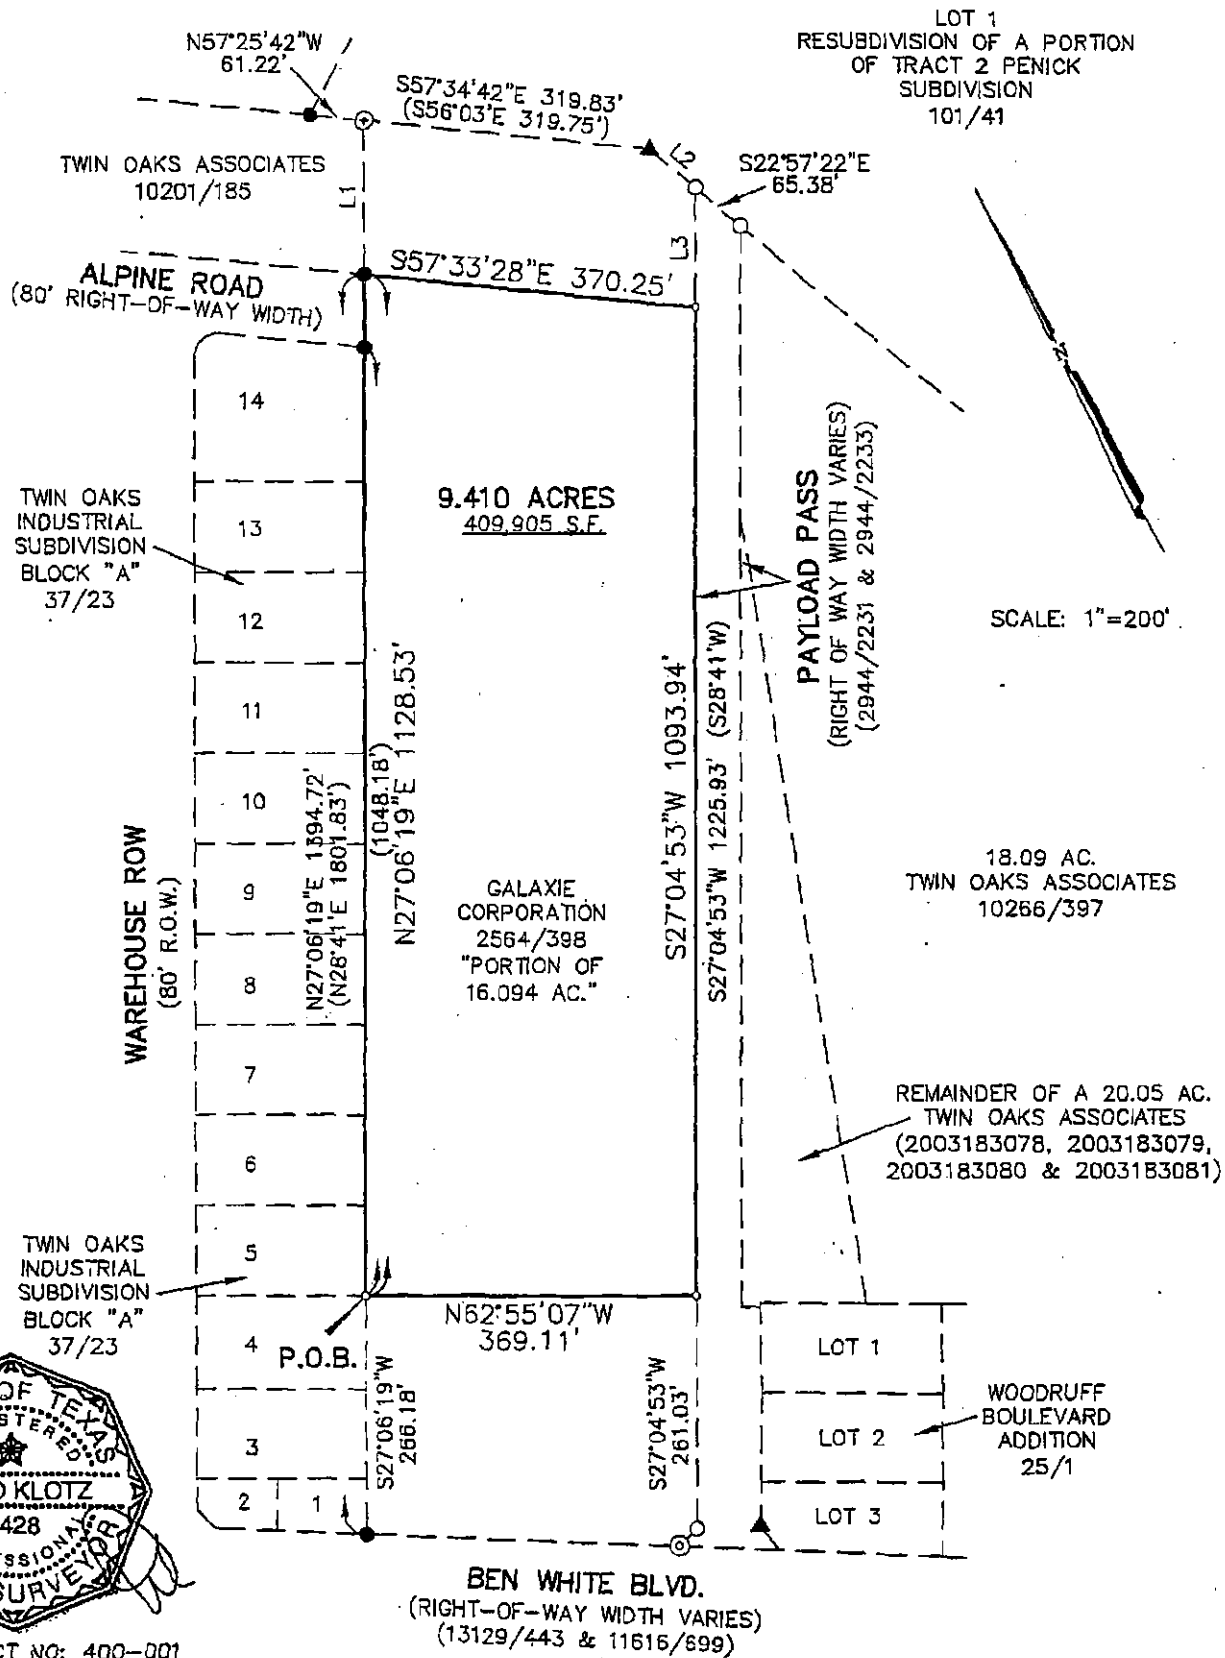 LOT 1
RESUBDIVISION OF A PORTION
OF TRACT 2 PENICK
SUBDIVISION
101/41
N57°25'42"W
61.22'
S57°34'42"E 319.83'
(S56°03'E 319.75')
L2
S22°57'22"E
65.38'
TWIN OAKS ASSOCIATES
10201/185
L1
L3
ALPINE ROAD
(80' RIGHT-OF-WAY WIDTH)
S57°33'28"E 370.25'
N
SCALE: 1"=200'
14
13
12
11
10
9
8
7
6
5
4
3
2
1
TWIN OAKS
INDUSTRIAL
SUBDIVISION
BLOCK "A"
37/23
9.410 ACRES
409,905 S.F.
PAYLOAD PASS
(RIGHT OF WAY WIDTH VARIES)
(2944/2231 & 2944/2233)
WAREHOUSE ROW
(80' R.O.W.)
N27°06'19"E 1394.72'
(N28°41'E 1801.83')
(1048.18')
N27°06'19"E 1128.53'
GALAXIE
CORPORATION
2564/398
"PORTION OF
16.094 AC."
S27°04'53"W 1093.94'
S27°04'53"W 1225.93' (S28°41'W)
18.09 AC.
TWIN OAKS ASSOCIATES
10266/397
REMAINDER OF A 20.05 AC.
TWIN OAKS ASSOCIATES
(2003183078, 2003183079,
2003183080 & 2003183081)
TWIN OAKS
INDUSTRIAL
SUBDIVISION
BLOCK "A"
37/23
N62°55'07"W
369.11'
P.O.B.
S27°06'19"W
266.18'
S27°04'53"W
261.03'
LOT 1
LOT 2
LOT 3
WOODRUFF
BOULEVARD
ADDITION
25/1
BEN WHITE BLVD.
(RIGHT-OF-WAY WIDTH VARIES)
(13129/443 & 11616/699)
OF TEXAS
STERED
KLOTZ
428
SSIONAL
SURVEYOR
CT NO: 400-001